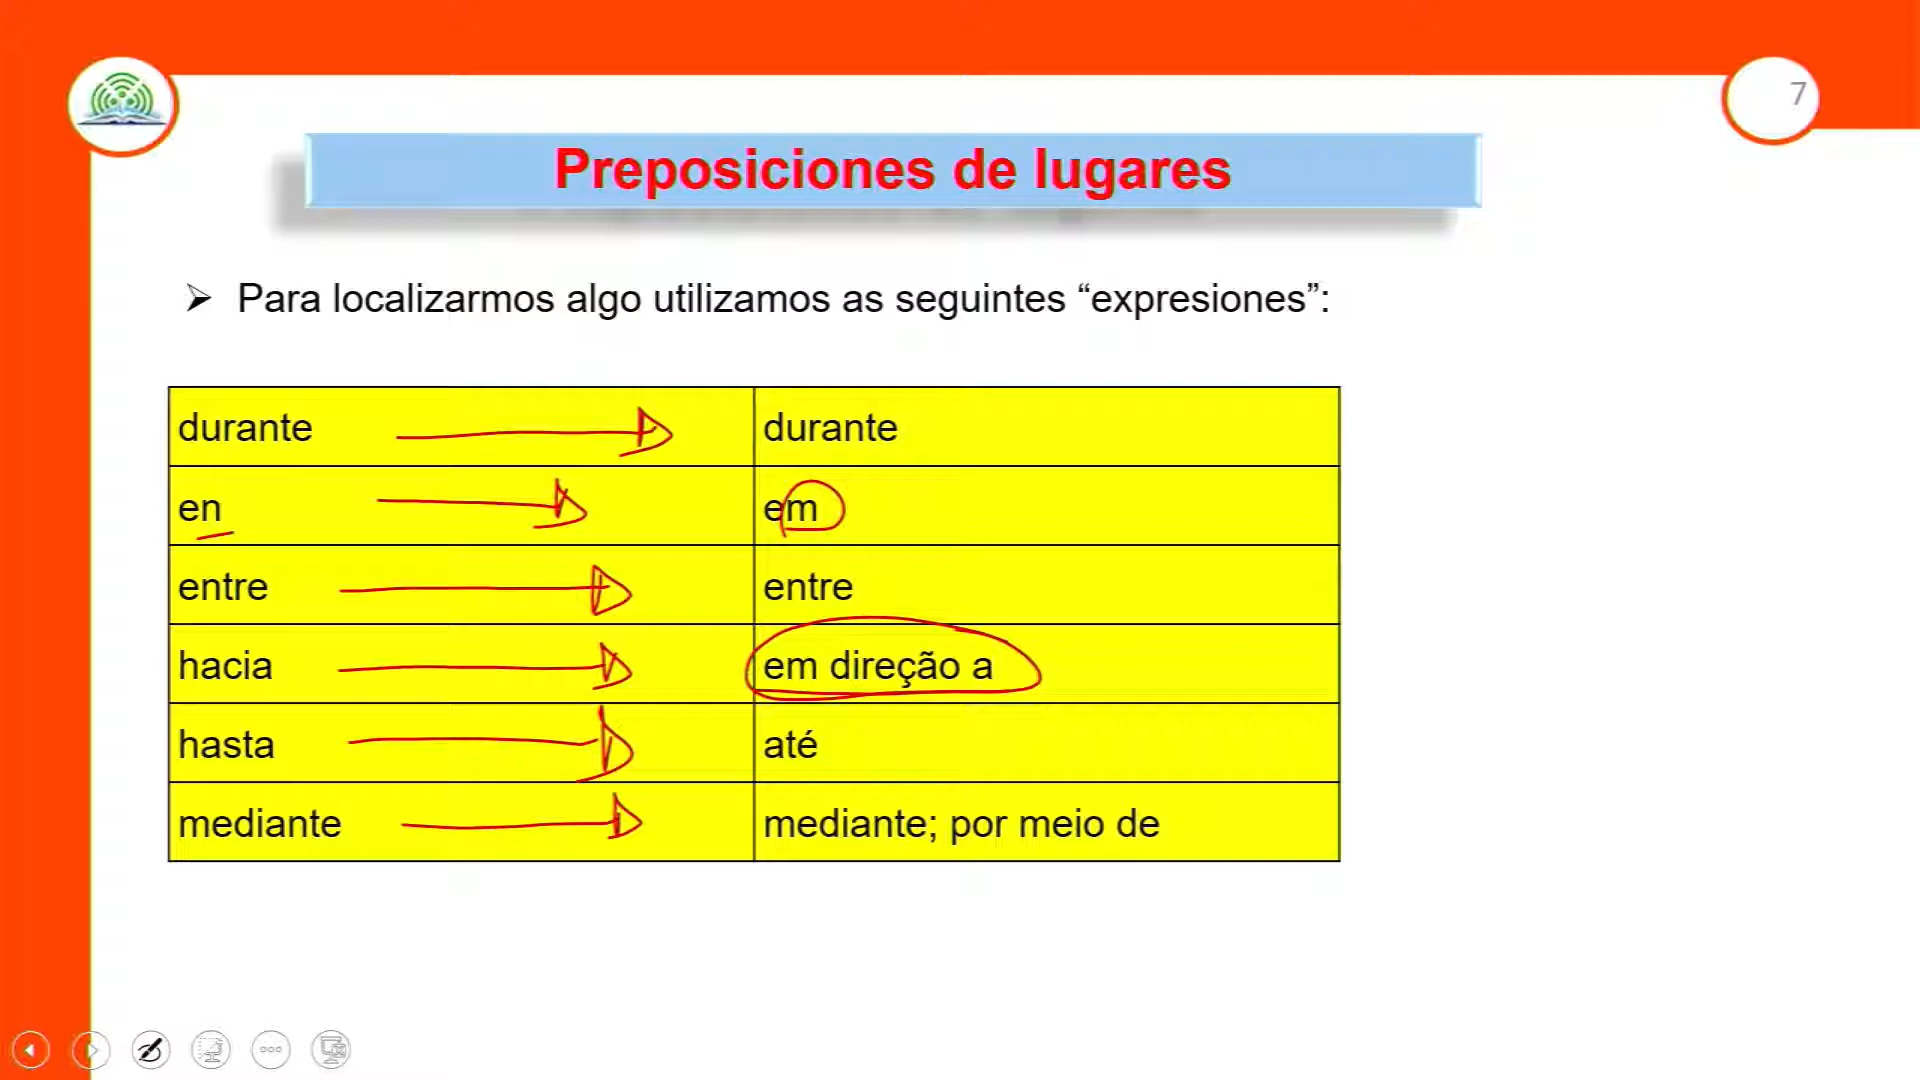 7
Preposiciones de lugares
Para localizarmos algo utilizamos as seguintes “expresiones”:
durante durante
en em
entre entre
hacia em direção a
hasta até
mediante mediante; por meio de